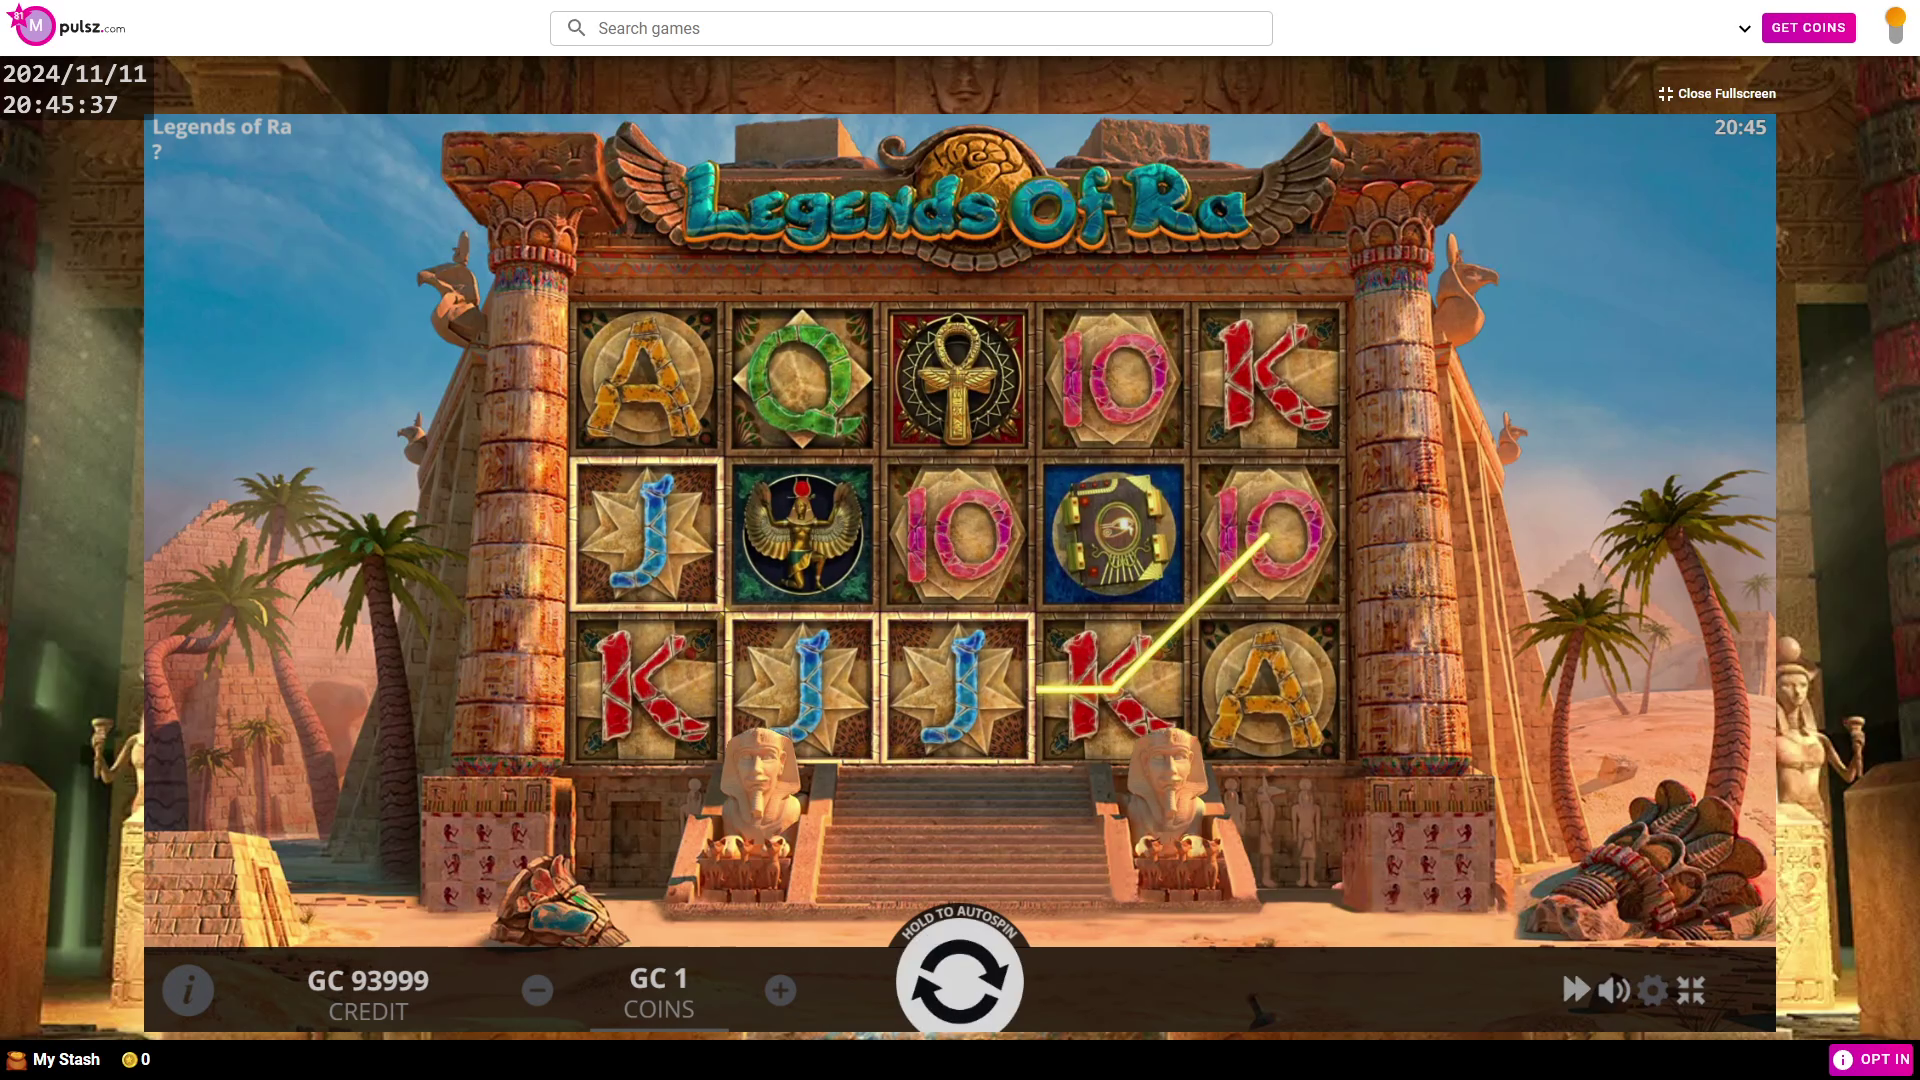 81
M
pulsz.com
Search games
GET COINS
2024/11/11
20:45:37
Close Fullscreen
Legends of Ra
?
20:45
Legends Of Ra
A Q 10 K
J 10 10
K J J K A
HOLD TO AUTOSPIN
i
GC 93999
CREDIT
GC 1
COINS
My Stash
0
OPT IN